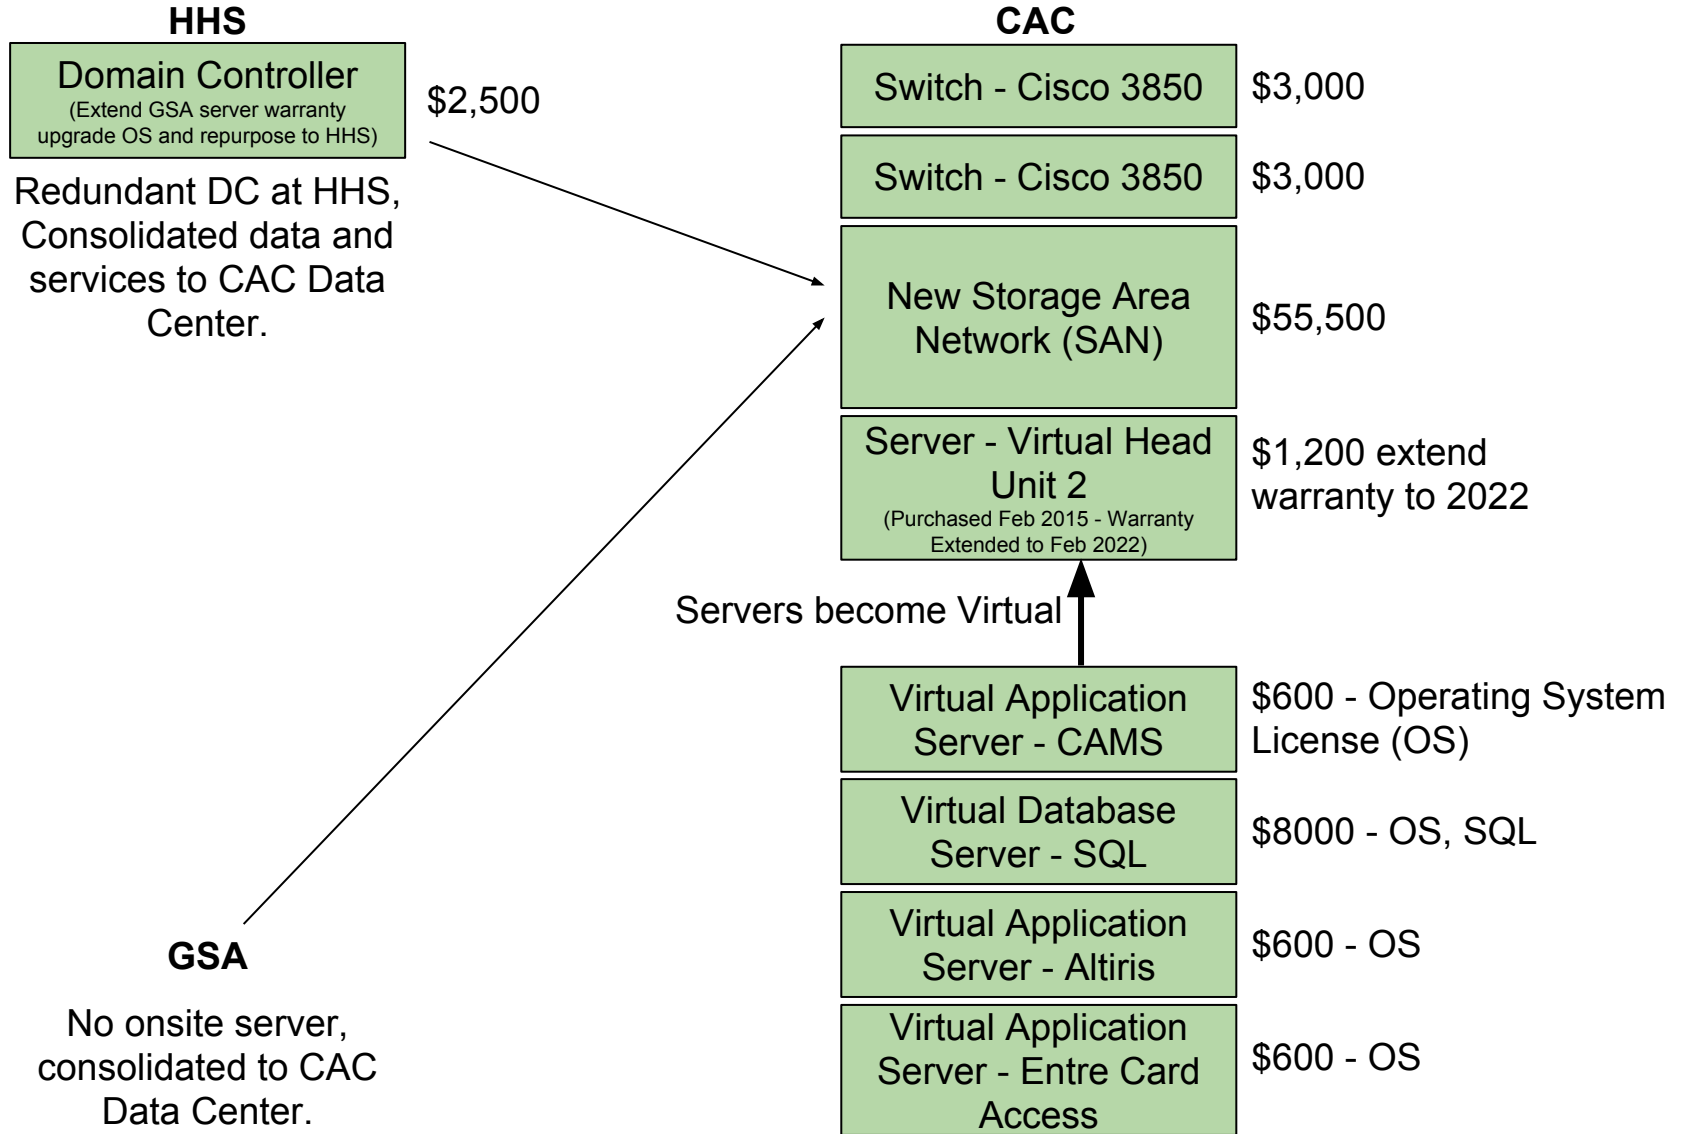 HHS
Domain Controller
(Extend GSA server warranty
upgrade OS and repurpose to HHS)
$2,500
Redundant DC at HHS,
Consolidated data and
services to CAC Data
Center.
GSA
No onsite server,
consolidated to CAC
Data Center.
CAC
Switch - Cisco 3850
$3,000
Switch - Cisco 3850
$3,000
New Storage Area
Network (SAN)
$55,500
Server - Virtual Head
Unit 2
(Purchased Feb 2015 - Warranty
Extended to Feb 2022)
$1,200 extend
warranty to 2022
Servers become Virtual
Virtual Application
Server - CAMS
$600 - Operating System
License (OS)
Virtual Database
Server - SQL
$8000 - OS, SQL
Virtual Application
Server - Altiris
$600 - OS
Virtual Application
Server - Entre Card
Access
$600 - OS